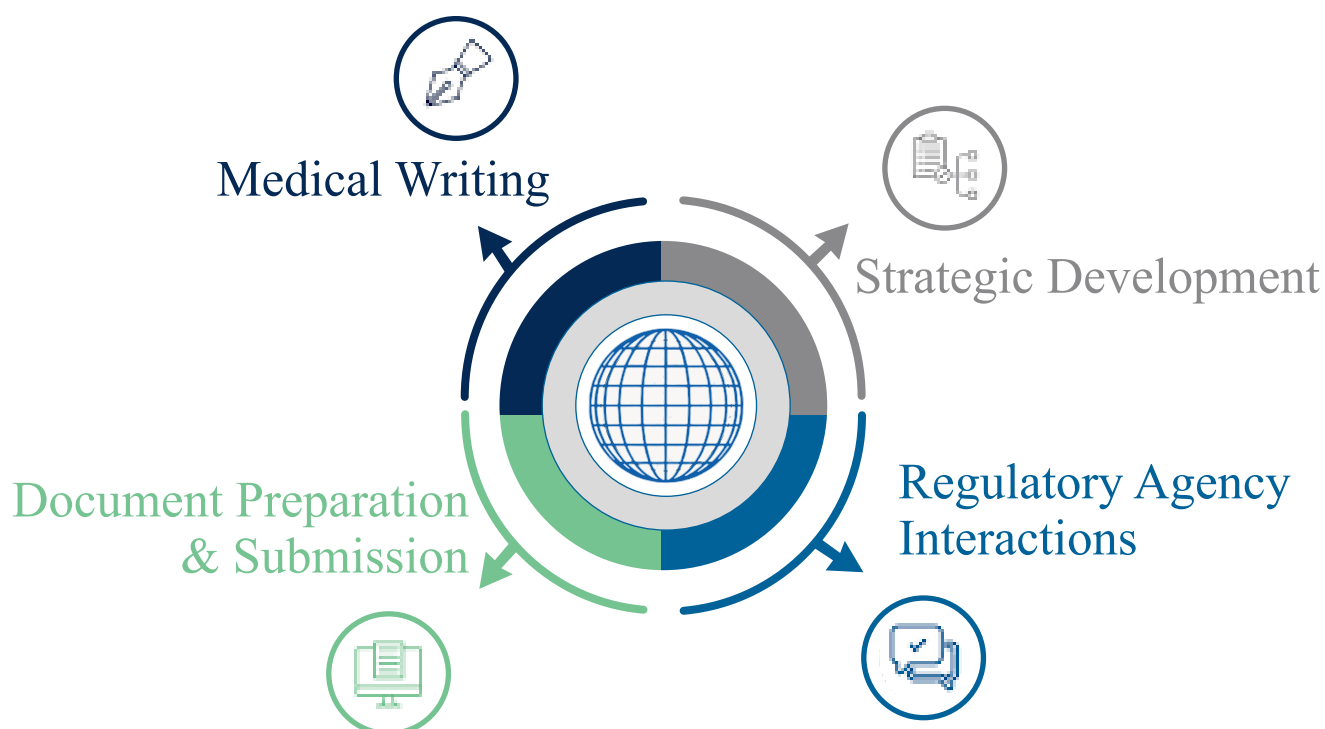 Medical Writing
Strategic Development
Document Preparation
& Submission
Regulatory Agency
Interactions